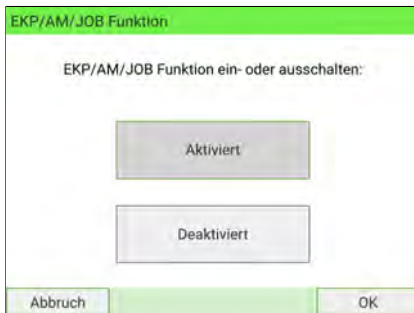 EKP/AM/JOB Funktion
EKP/AM/JOB Funktion ein- oder ausschalten:
Aktiviert
Deaktiviert
Abbruch OK